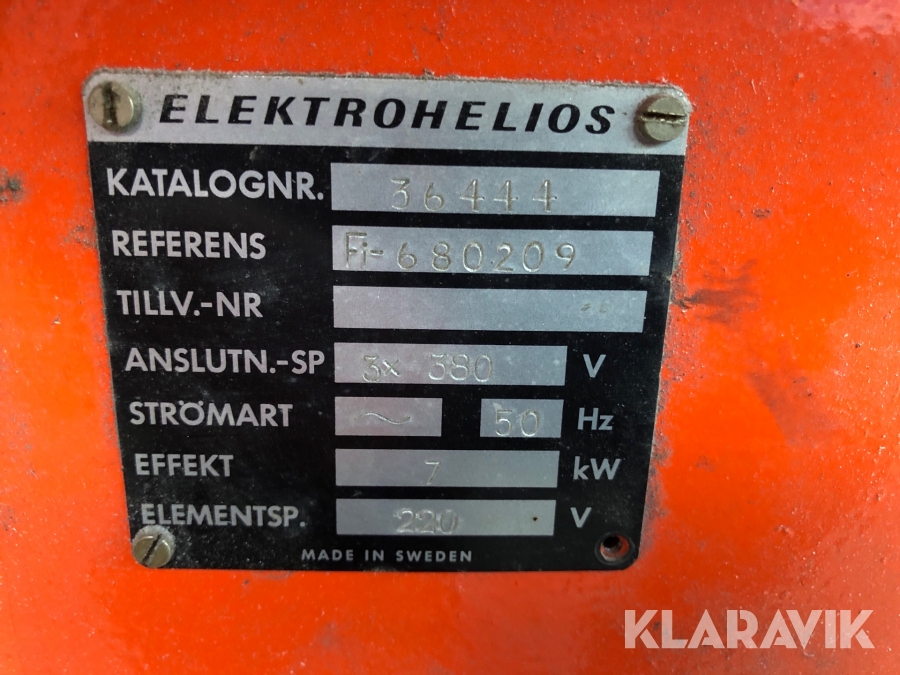 ELEKTROHELIOS
KATALOGNR. 36444
REFERENS Fi-680209
TILLV.-NR
ANSLUTN.-SP 3x 380 V
STRÖMART ~ 50 Hz
EFFEKT 7 kW
ELEMENTSP. 220 V
MADE IN SWEDEN
KLARAVIK